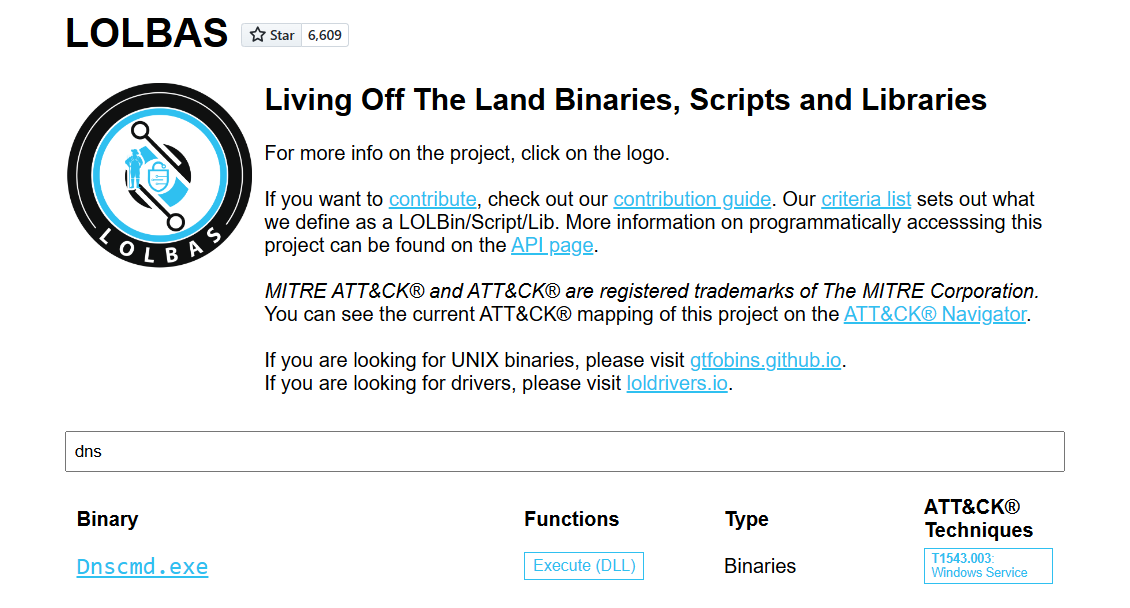 LOLBAS
Star 6,609
LOLBAS
Living Off The Land Binaries, Scripts and Libraries
For more info on the project, click on the logo.
If you want to contribute, check out our contribution guide. Our criteria list sets out what
we define as a LOLBin/Script/Lib. More information on programmatically accesssing this
project can be found on the API page.
MITRE ATT&CK® and ATT&CK® are registered trademarks of The MITRE Corporation.
You can see the current ATT&CK® mapping of this project on the ATT&CK® Navigator.
If you are looking for UNIX binaries, please visit gtfobins.github.io.
If you are looking for drivers, please visit loldrivers.io.
dns
Binary Functions Type ATT&CK®
Techniques
Dnscmd.exe Execute (DLL) Binaries T1543.003:
Windows Service